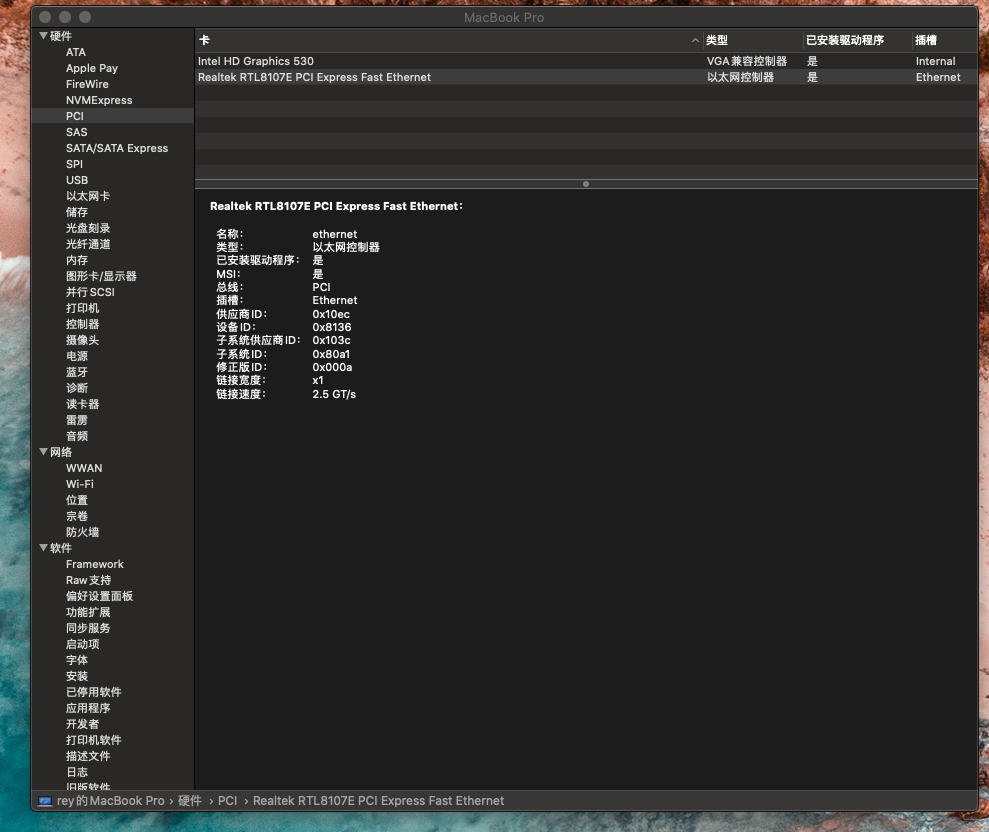 MacBook Pro
硬件
ATA
Apple Pay
FireWire
NVMExpress
PCI
SAS
SATA/SATA Express
SPI
USB
以太网卡
储存
光盘刻录
光纤通道
内存
图形卡/显示器
并行SCSI
打印机
控制器
摄像头
电源
蓝牙
诊断
读卡器
雷雳
音频
网络
WWAN
Wi-Fi
位置
宗卷
防火墙
软件
Framework
Raw支持
偏好设置面板
功能扩展
同步服务
启动项
字体
安装
已停用软件
应用程序
开发者
打印机软件
描述文件
日志
旧版软件
卡 类型 已安装驱动程序 插槽
Intel HD Graphics 530 VGA兼容控制器 是 Internal
Realtek RTL8107E PCI Express Fast Ethernet 以太网控制器 是 Ethernet
Realtek RTL8107E PCI Express Fast Ethernet：
名称： ethernet
类型： 以太网控制器
已安装驱动程序： 是
MSI： 是
总线： PCI
插槽： Ethernet
供应商ID： 0x10ec
设备ID： 0x8136
子系统供应商ID： 0x103c
子系统ID： 0x80a1
修正版ID： 0x000a
链接宽度： x1
链接速度： 2.5 GT/s
rey的MacBook Pro › 硬件 › PCI › Realtek RTL8107E PCI Express Fast Ethernet